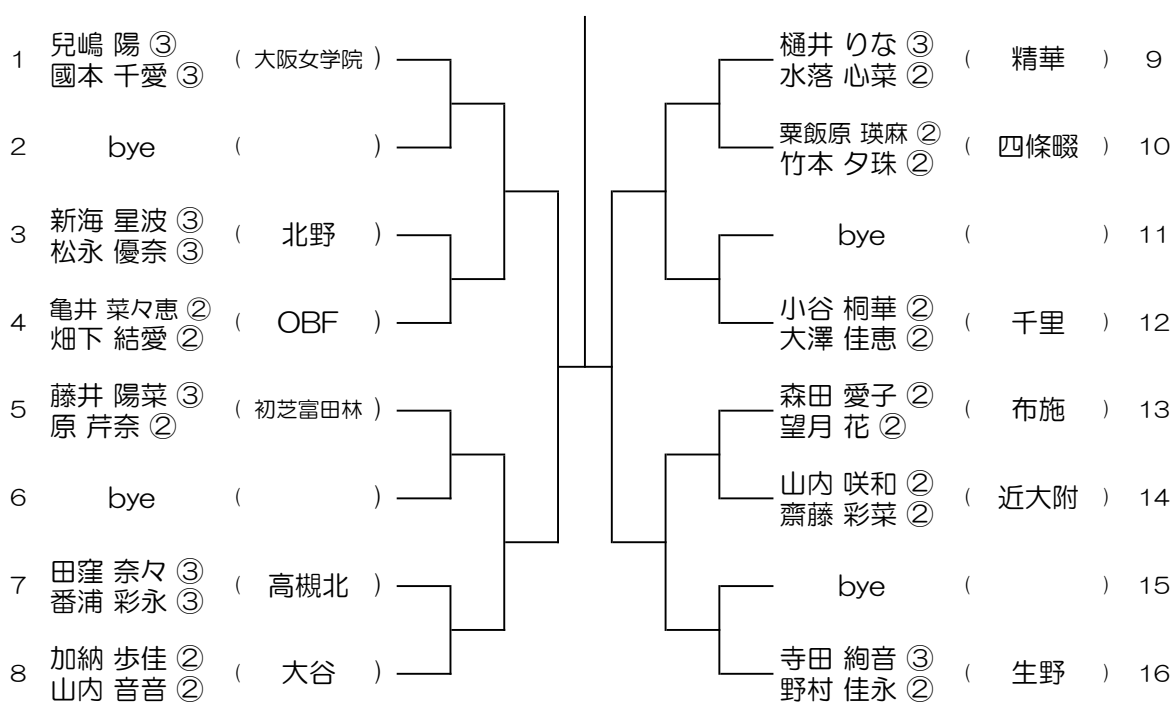 1 兒嶋 陽 ③ ( 大阪女学院 )
國本 千愛 ③
2 bye ( )
3 新海 星波 ③ ( 北野 )
松永 優奈 ③
4 亀井 菜々恵 ② ( OBF )
畑下 結愛 ②
5 藤井 陽菜 ③ ( 初芝富田林 )
原 芹奈 ②
6 bye ( )
7 田窪 奈々 ③ ( 高槻北 )
番浦 彩永 ③
8 加納 歩佳 ② ( 大谷 )
山内 音音 ②
樋井 りな ③ ( 精華 ) 9
水落 心菜 ②
粟飯原 瑛麻 ② ( 四條畷 ) 10
竹本 夕珠 ②
bye ( ) 11
小谷 桐華 ② ( 千里 ) 12
大澤 佳恵 ②
森田 愛子 ② ( 布施 ) 13
望月 花 ②
山内 咲和 ② ( 近大附 ) 14
齋藤 彩菜 ②
bye ( ) 15
寺田 絢音 ③ ( 生野 ) 16
野村 佳永 ②